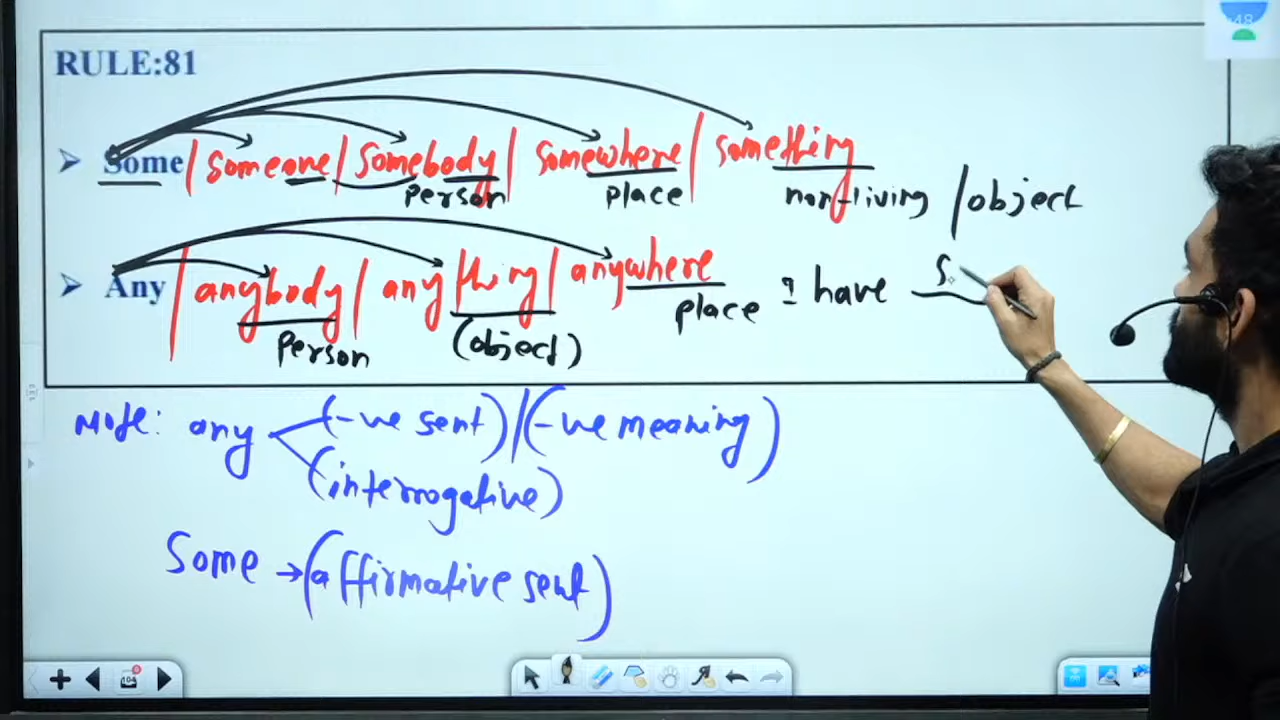 RULE:81
➤ Some | someone | somebody | somewhere | something
person place non-living / object
➤ Any | anybody | anything | anywhere : have S
person (object) place
Note: any (-ve sent) / (-ve meaning)
(interrogative)
Some → (affirmative sent)